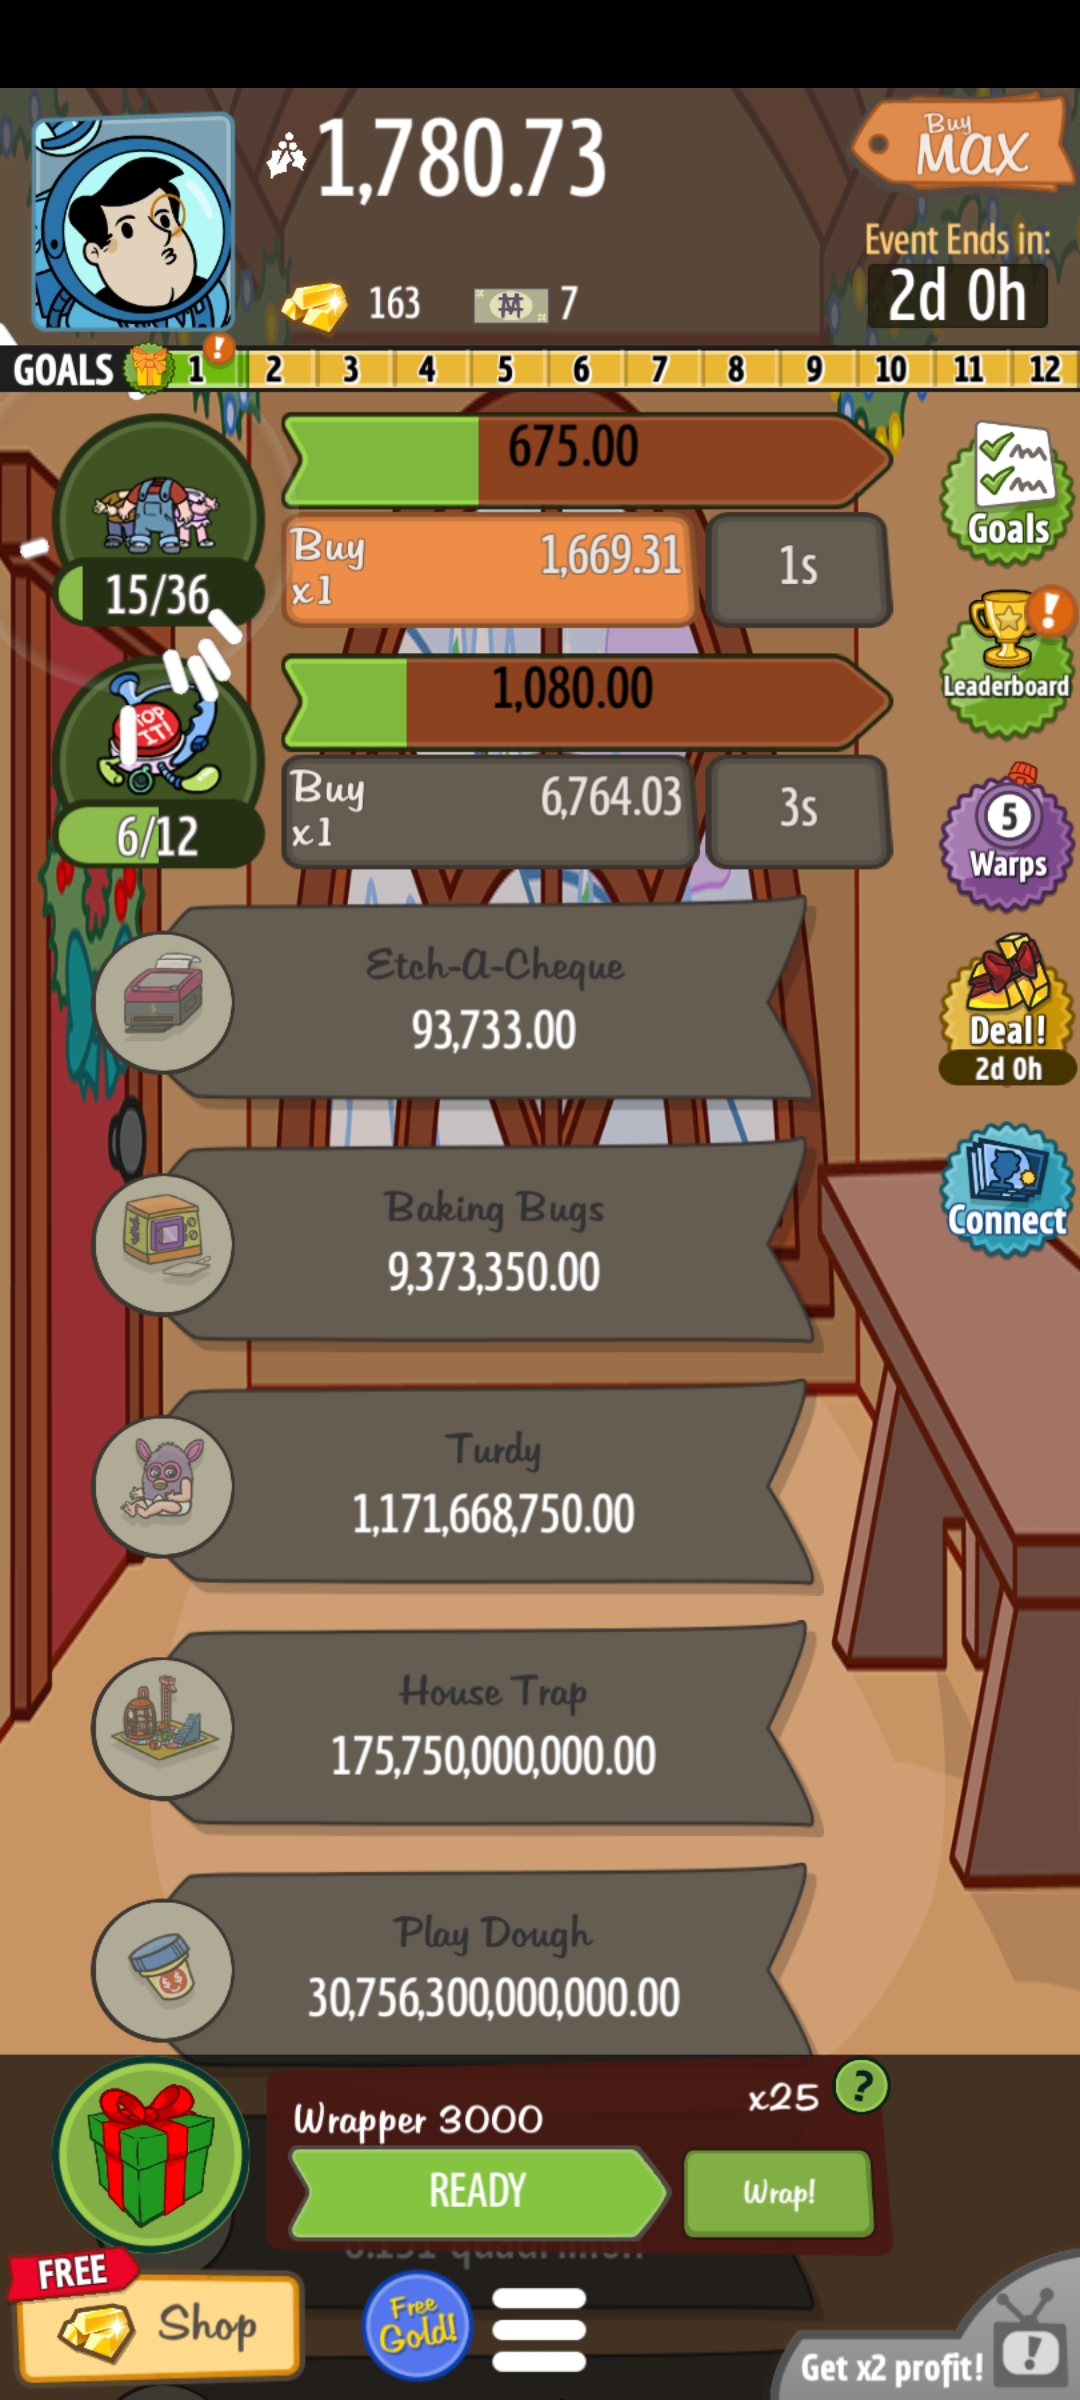 1,780.73
Buy
MAX
Event Ends in:
2d 0h
163
7
GOALS 1 ! 2 3 4 5 6 7 8 9 10 11 12
675.00
Buy
x1
1,669.31
1s
15/36
Goals
TOP
IT!
1,080.00
Buy
x1
6,764.03
3s
6/12
!
Leaderboard
5
Warps
Etch-A-Cheque
93,733.00
Deal!
2d 0h
Baking Bugs
9,373,350.00
Connect
Turdy
1,171,668,750.00
House Trap
175,750,000,000.00
Play Dough
30,756,300,000,000.00
Wrapper 3000
x25
?
READY
Wrap!
FREE
Shop
Free
Gold!
Get x2 profit!
!